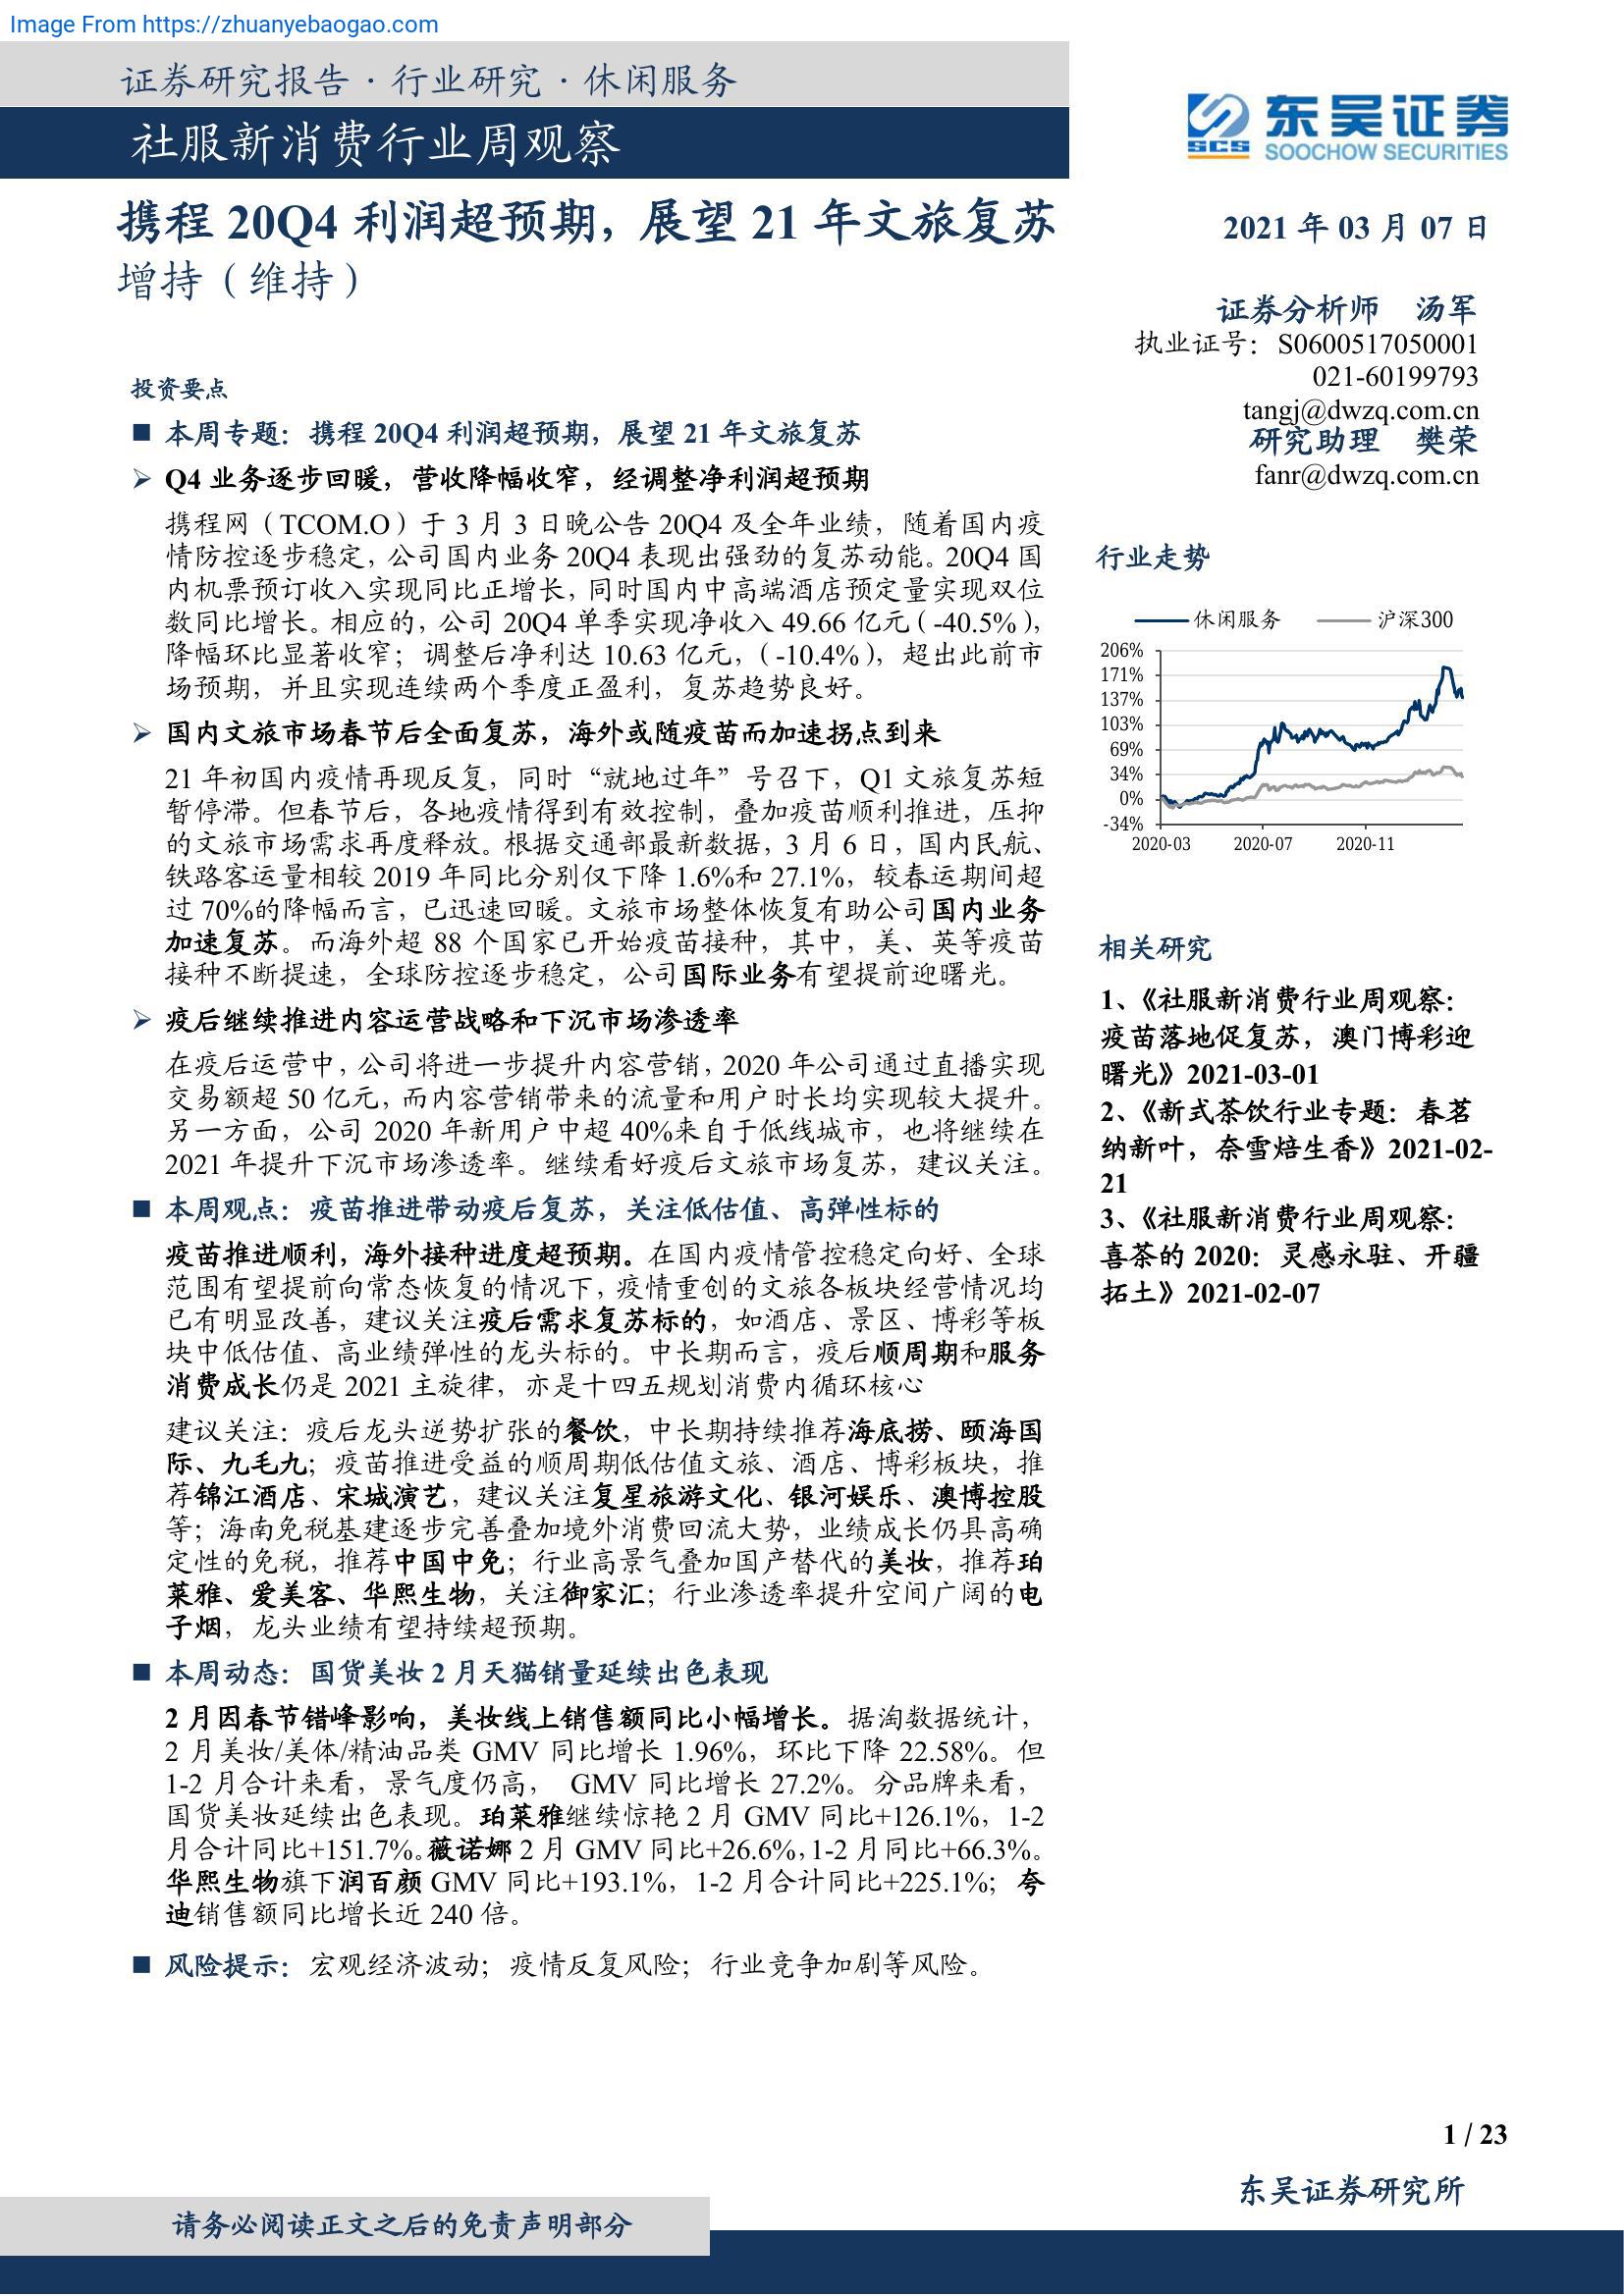 Image From https://zhuanyebaogao.com
证券研究报告 · 行业研究 · 休闲服务
社服新消费行业周观察
东吴证券
SCS
SOOCHOW SECURITIES
携程 20Q4 利润超预期，展望 21 年文旅复苏
增持（维持）
2021 年 03 月 07 日
证券分析师 汤军
执业证号：S0600517050001
021-60199793
tangj@dwzq.com.cn
研究助理 樊荣
fanr@dwzq.com.cn
投资要点
■ 本周专题：携程 20Q4 利润超预期，展望 21 年文旅复苏
➢ Q4 业务逐步回暖，营收降幅收窄，经调整净利润超预期
携程网（TCOM.O）于 3 月 3 日晚公告 20Q4 及全年业绩，随着国内疫
情防控逐步稳定，公司国内业务 20Q4 表现出强劲的复苏动能。20Q4 国
内机票预订收入实现同比正增长，同时国内中高端酒店预定量实现双位
数同比增长。相应的，公司 20Q4 单季实现净收入 49.66 亿元（-40.5%），
降幅环比显著收窄；调整后净利达 10.63 亿元，（-10.4%），超出此前市
场预期，并且实现连续两个季度正盈利，复苏趋势良好。
➢ 国内文旅市场春节后全面复苏，海外或随疫苗而加速拐点到来
21 年初国内疫情再现反复，同时“就地过年”号召下，Q1 文旅复苏短
暂停滞。但春节后，各地疫情得到有效控制，叠加疫苗顺利推进，压抑
的文旅市场需求再度释放。根据交通部最新数据，3 月 6 日，国内民航、
铁路客运量相较 2019 年同比分别仅下降 1.6%和 27.1%，较春运期间超
过 70%的降幅而言，已迅速回暖。文旅市场整体恢复有助公司国内业务
加速复苏。而海外超 88 个国家已开始疫苗接种，其中，美、英等疫苗
接种不断提速，全球防控逐步稳定，公司国际业务有望提前迎曙光。
➢ 疫后继续推进内容运营战略和下沉市场渗透率
在疫后运营中，公司将进一步提升内容营销，2020 年公司通过直播实现
交易额超 50 亿元，而内容营销带来的流量和用户时长均实现较大提升。
另一方面，公司 2020 年新用户中超 40%来自于低线城市，也将继续在
2021 年提升下沉市场渗透率。继续看好疫后文旅市场复苏，建议关注。
■ 本周观点：疫苗推进带动疫后复苏，关注低估值、高弹性标的
疫苗推进顺利，海外接种进度超预期。在国内疫情管控稳定向好、全球
范围有望提前向常态恢复的情况下，疫情重创的文旅各板块经营情况均
已有明显改善，建议关注疫后需求复苏标的，如酒店、景区、博彩等板
块中低估值、高业绩弹性的龙头标的。中长期而言，疫后顺周期和服务
消费成长仍是 2021 主旋律，亦是十四五规划消费内循环核心
建议关注：疫后龙头逆势扩张的餐饮，中长期持续推荐海底捞、颐海国
际、九毛九；疫苗推进受益的顺周期低估值文旅、酒店、博彩板块，推
荐锦江酒店、宋城演艺，建议关注复星旅游文化、银河娱乐、澳博控股
等；海南免税基建逐步完善叠加境外消费回流大势，业绩成长仍具高确
定性的免税，推荐中国中免；行业高景气叠加国产替代的美妆，推荐珀
莱雅、爱美客、华熙生物，关注御家汇；行业渗透率提升空间广阔的电
子烟，龙头业绩有望持续超预期。
■ 本周动态：国货美妆 2 月天猫销量延续出色表现
2 月因春节错峰影响，美妆线上销售额同比小幅增长。据淘数据统计，
2 月美妆/美体/精油品类 GMV 同比增长 1.96%，环比下降 22.58%。但
1-2 月合计来看，景气度仍高， GMV 同比增长 27.2%。分品牌来看，
国货美妆延续出色表现。珀莱雅继续惊艳 2 月 GMV 同比+126.1%，1-2
月合计同比+151.7%。薇诺娜 2 月 GMV 同比+26.6%，1-2 月同比+66.3%。
华熙生物旗下润百颜 GMV 同比+193.1%，1-2 月合计同比+225.1%；夸
迪销售额同比增长近 240 倍。
■ 风险提示：宏观经济波动；疫情反复风险；行业竞争加剧等风险。
行业走势
休闲服务 沪深300
206%
171%
137%
103%
69%
34%
0%
-34%
2020-03 2020-07 2020-11
相关研究
1、《社服新消费行业周观察：
疫苗落地促复苏，澳门博彩迎
曙光》2021-03-01
2、《新式茶饮行业专题：春茗
纳新叶，奈雪焙生香》2021-02-
21
3、《社服新消费行业周观察：
喜茶的 2020：灵感永驻、开疆
拓土》2021-02-07
1 / 23
东吴证券研究所
请务必阅读正文之后的免责声明部分